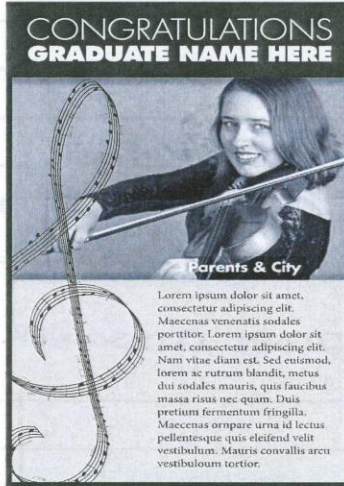 CONGRATULATIONS
GRADUATE NAME HERE
Parents & City
Lorem ipsum dolor sit amet,
consectetur adipiscing elit.
Maecenas venenatis sodales
porttitor. Lorem ipsum dolor sit
amet, consectetur adipiscing elit.
Nam vitae diam est. Sed euismod,
lorem ac rutrum blandit, metus
dui sodales mauris, quis faucibus
massa risus nec quam. Duis
pretium fermentum fringilla.
Maecenas ornpare urna id lectus
pellentesque quis eleifend velit
vestibulum. Mauris convallis arcu
vestibuloum tortior.